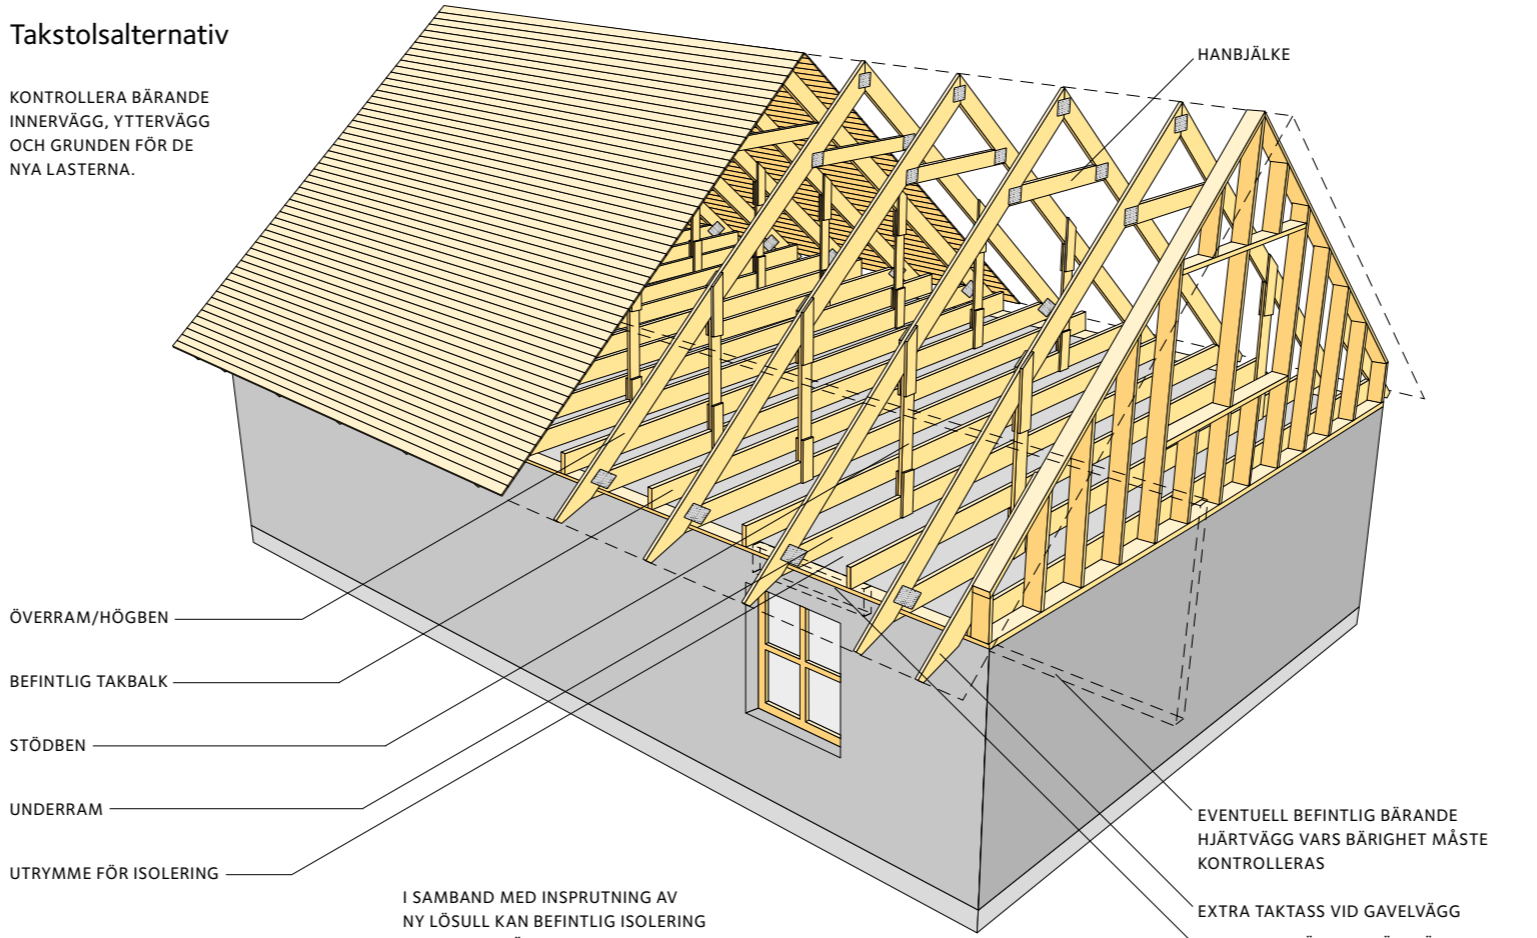 Takstolsalternativ
KONTROLLERA BÄRANDE
INNERVÄGG, YTTERVÄGG
OCH GRUNDEN FÖR DE
NYA LASTERNA.
HANBJÄLKE
ÖVERRAM/HÖGBEN
BEFINTLIG TAKBALK
STÖDBEN
UNDERRAM
UTRYMME FÖR ISOLERING
I SAMBAND MED INSPRUTNING AV
NY LÖSULL KAN BEFINTLIG ISOLERING
EVENTUELL BEFINTLIG BÄRANDE
HJÄRTVÄGG VARS BÄRIGHET MÅSTE
KONTROLLERAS
EXTRA TAKTASS VID GAVELVÄGG